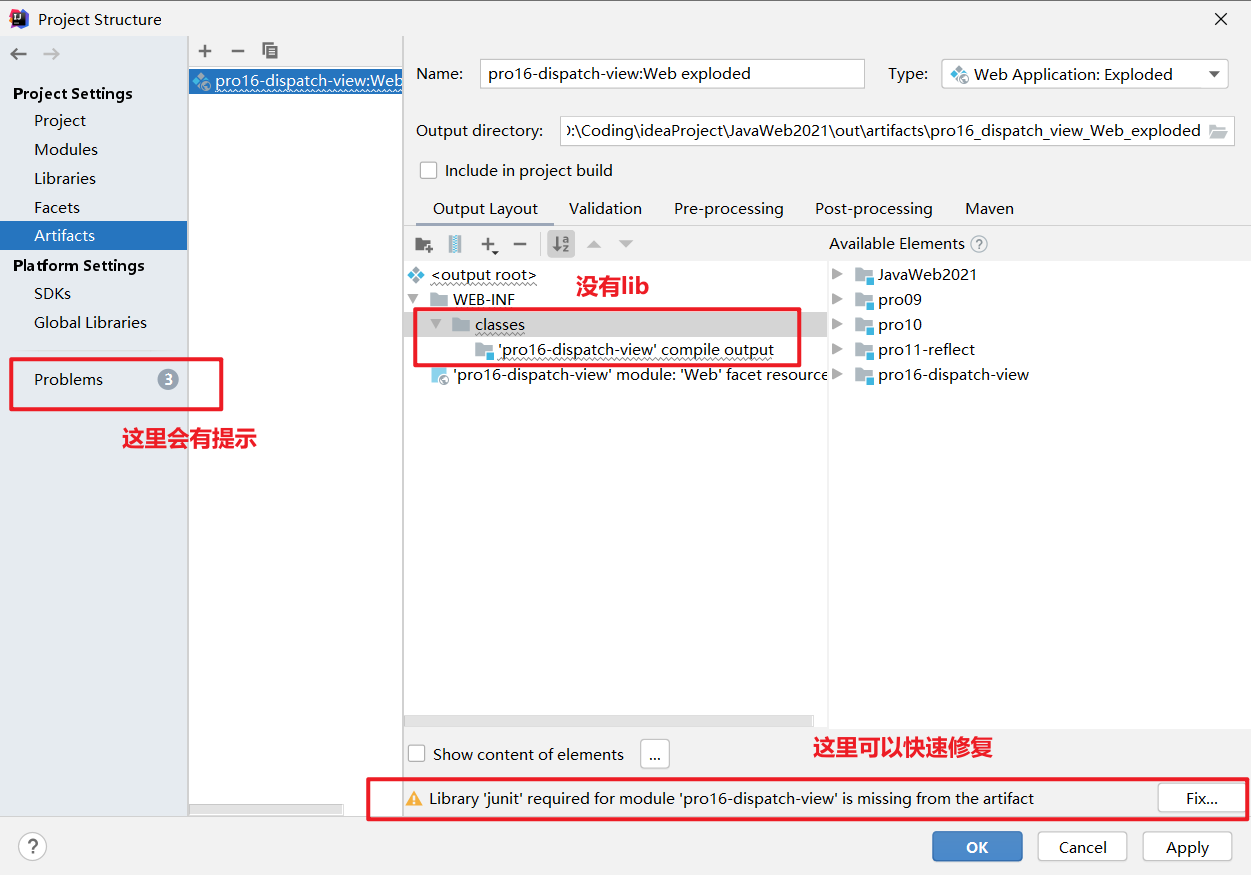 Project Structure
Project Settings
Project
Modules
Libraries
Facets
Artifacts
Platform Settings
SDKs
Global Libraries
Problems 3
这里会有提示
pro16-dispatch-view:Web
Name: pro16-dispatch-view:Web exploded Type: Web Application: Exploded
Output directory: ):\Coding\ideaProject\JavaWeb2021\out\artifacts\pro16_dispatch_view_Web_exploded
Include in project build
Output Layout Validation Pre-processing Post-processing Maven
Available Elements ?
<output root>
没有lib
WEB-INF
classes
'pro16-dispatch-view' compile output
'pro16-dispatch-view' module: 'Web' facet resource
JavaWeb2021
pro09
pro10
pro11-reflect
pro16-dispatch-view
这里可以快速修复
Show content of elements ...
Library 'junit' required for module 'pro16-dispatch-view' is missing from the artifact Fix...
? OK Cancel Apply